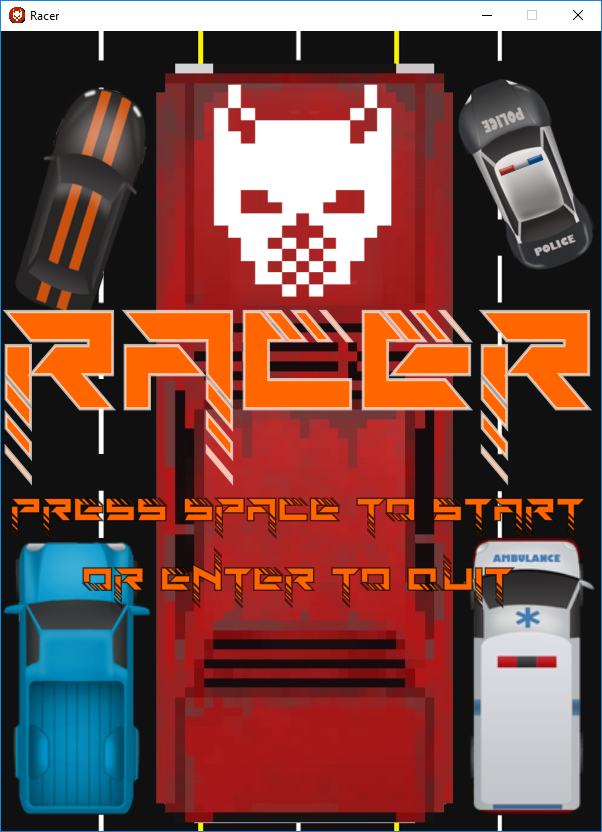 Racer
POLICE
POLICE
RACER
PRESS SPACE TO START
OR ENTER TO QUIT
AMBULANCE